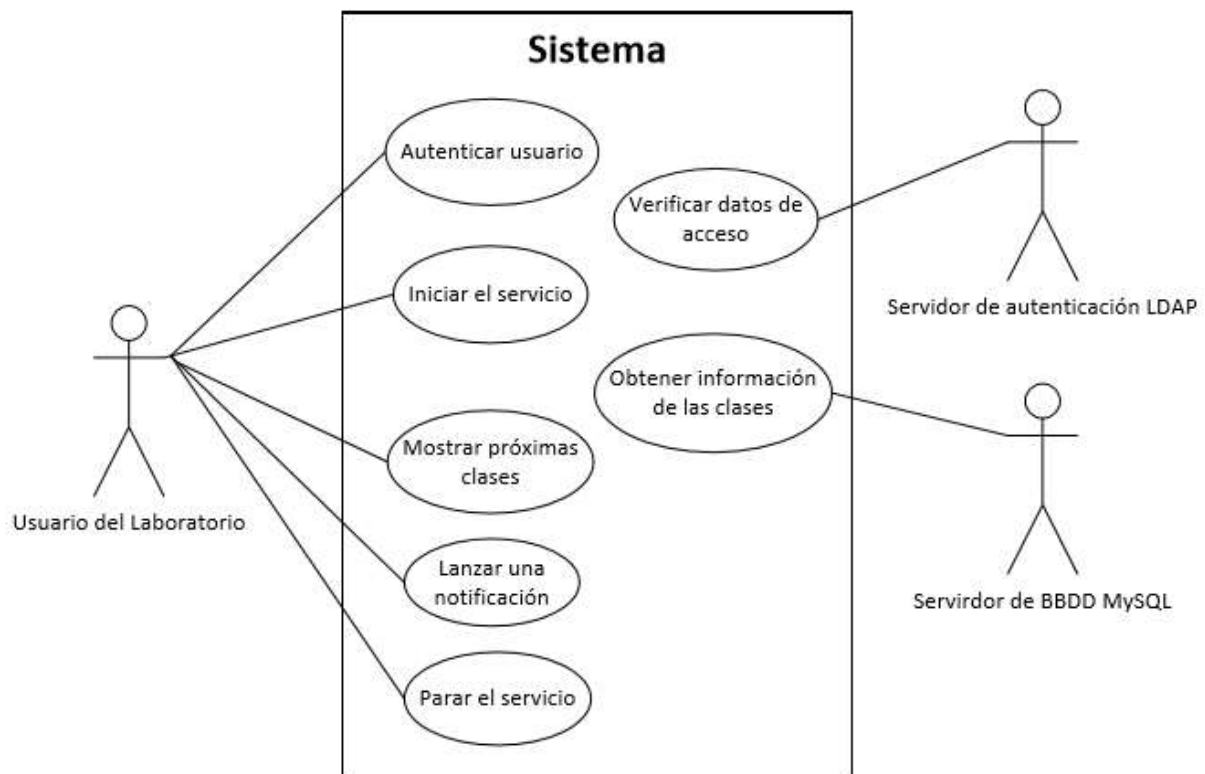 Sistema
Autenticar usuario
Verificar datos de
acceso
Iniciar el servicio
Servidor de autenticación LDAP
Obtener información
de las clases
Mostrar próximas
clases
Usuario del Laboratorio
Lanzar una
notificación
Servirdor de BBDD MySQL
Parar el servicio